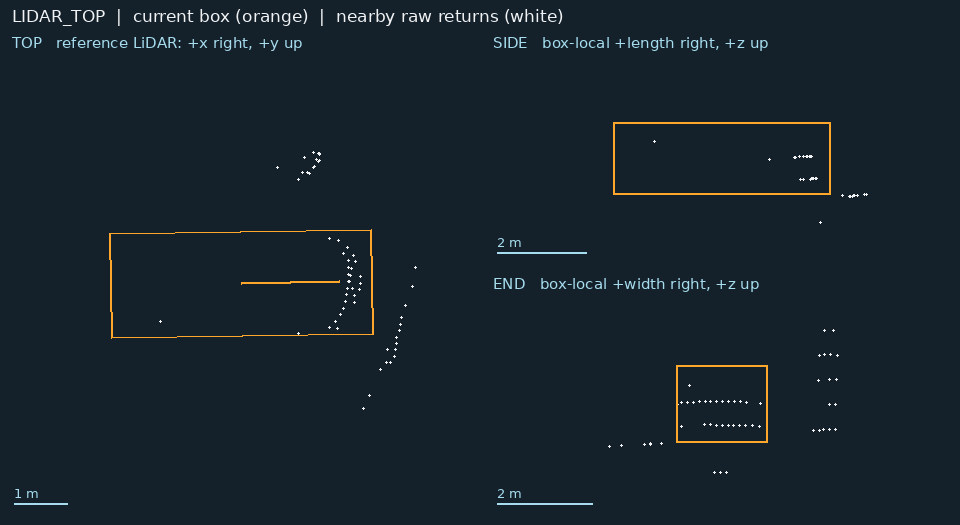 LIDAR_TOP | current box (orange) | nearby raw returns (white)
TOP reference LiDAR: +x right, +y up
SIDE box-local +length right, +z up
2 m
END box-local +width right, +z up
1 m
2 m